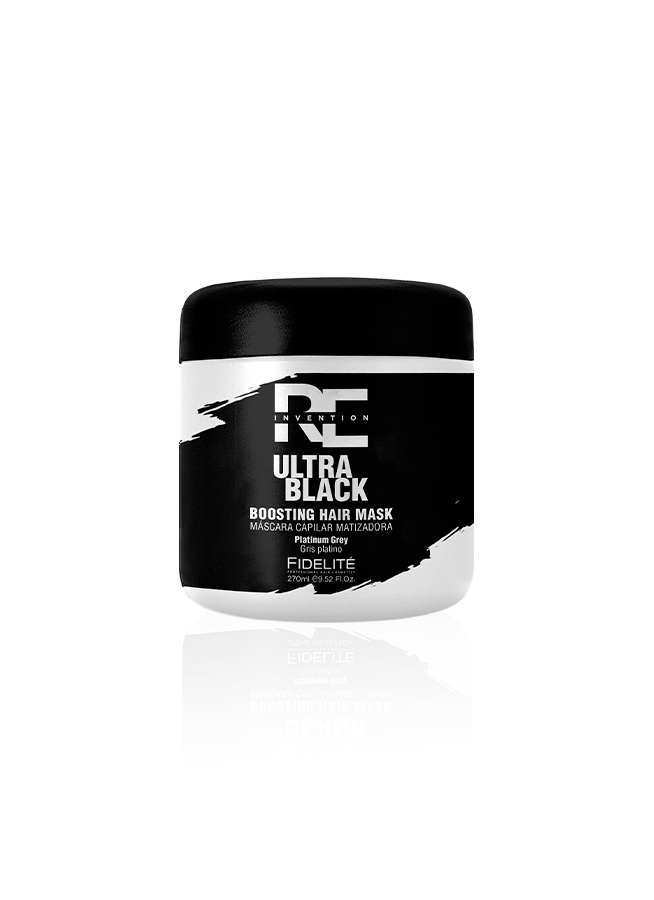 RE
INVENTION
ULTRA
BLACK
BOOSTING HAIR MASK
MÁSCARA CAPILAR MATIZADORA
Platinum Grey
Gris platino
FIDELITÉ
PROFESSIONAL HAIR COSMETICS
270ml ℮9.52 Fl.Oz.